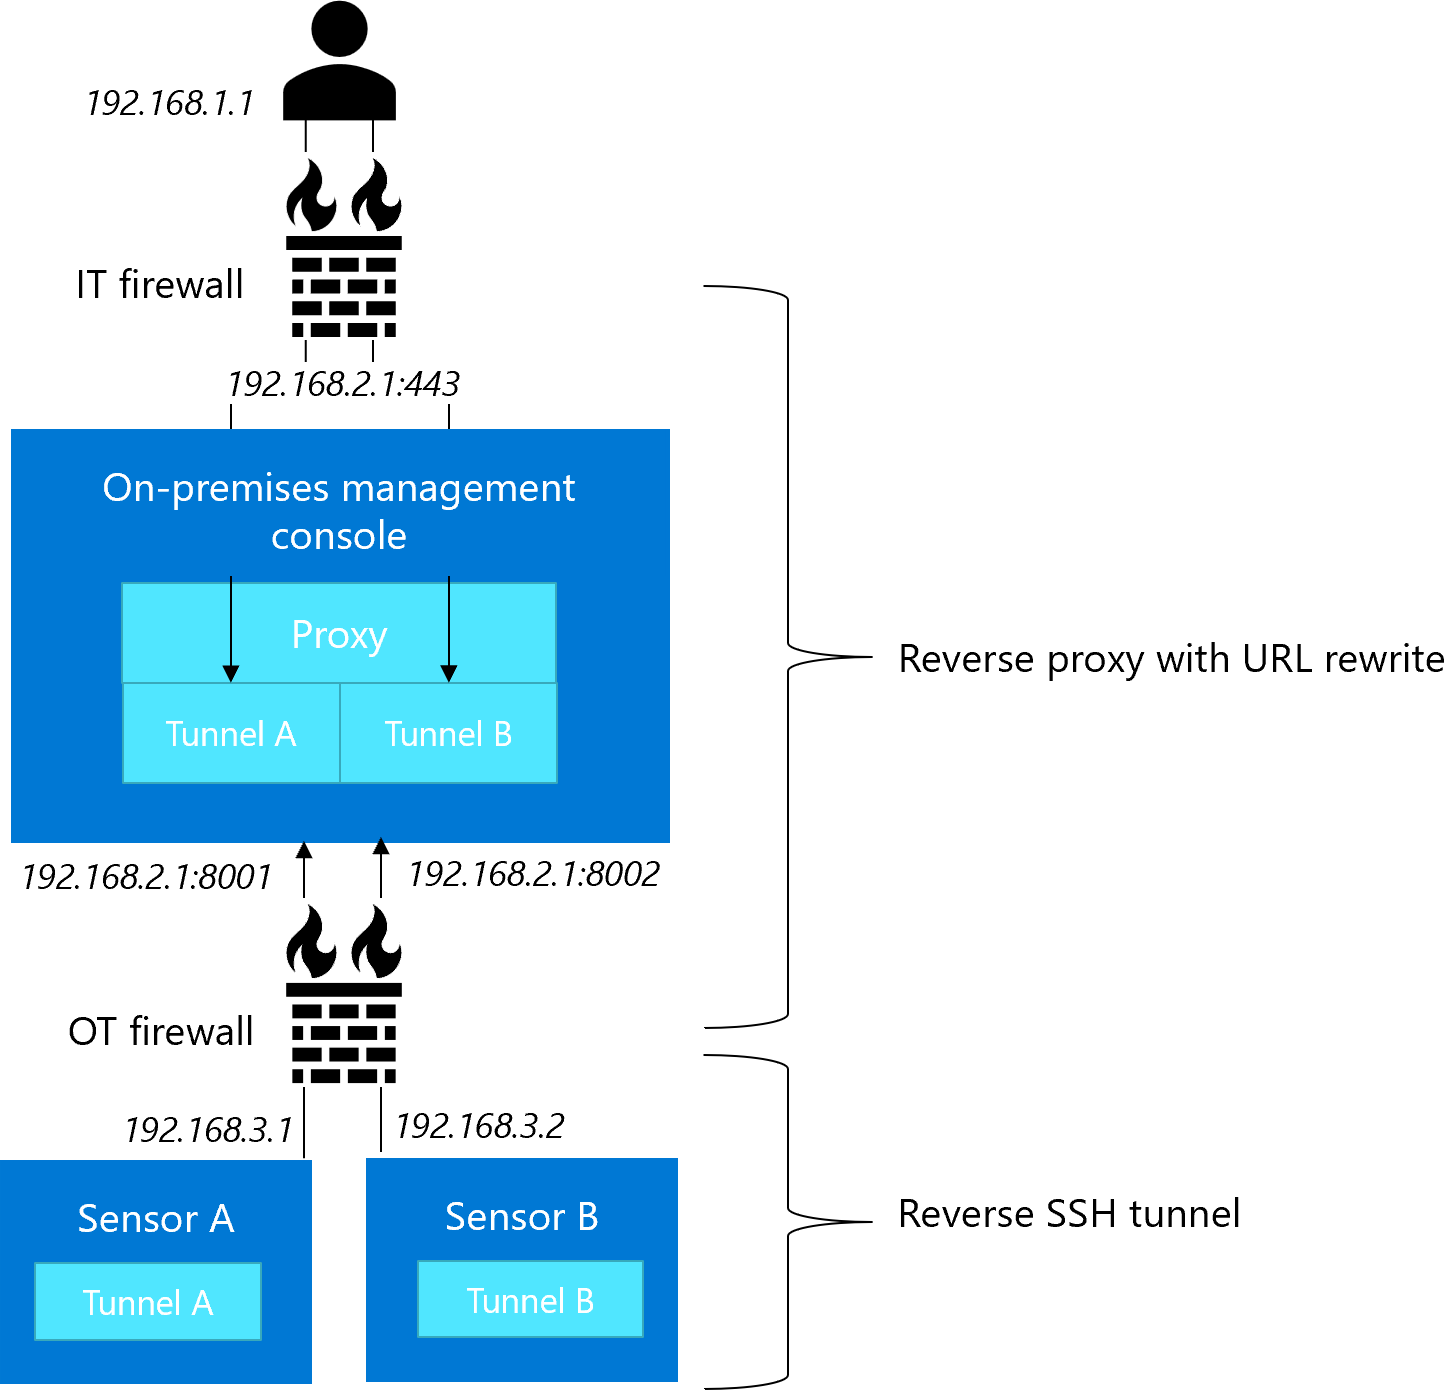 192.168.1.1
IT firewall
192.168.2.1:443
On-premises management
console
Proxy
Reverse proxy with URL rewrite
Tunnel A
Tunnel B
192.168.2.1:8001
192.168.2.1:8002
OT firewall
192.168.3.1
192.168.3.2
Sensor A
Sensor B
Reverse SSH tunnel
Tunnel A
Tunnel B